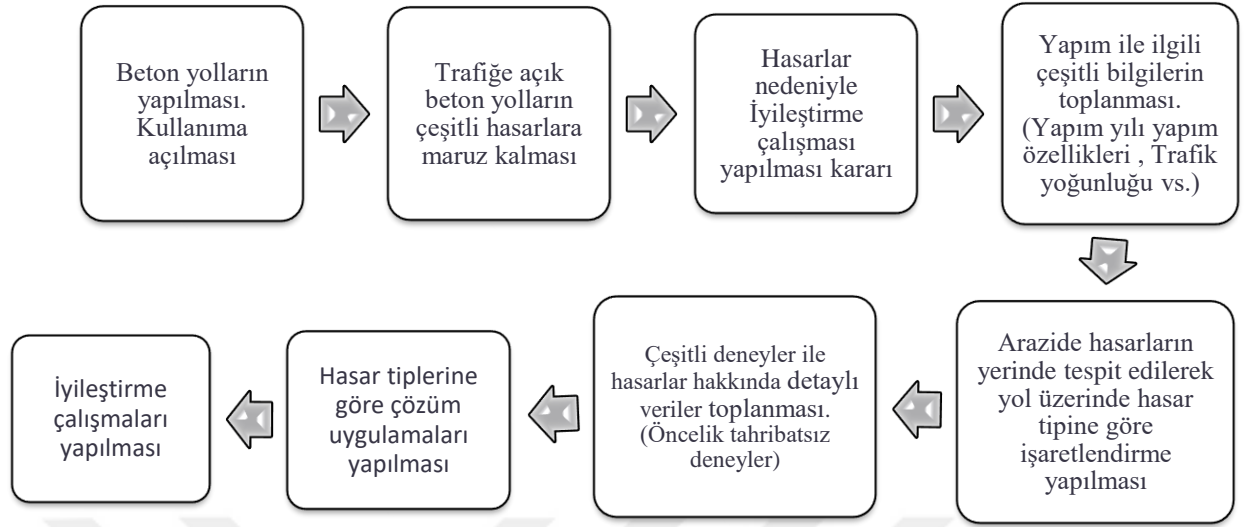 Beton yolların
yapılması.
Kullanıma
açılması
Trafiğe açık
beton yolların
çeşitli hasarlara
maruz kalması
Hasarlar
nedeniyle
İyileştirme
çalışması
yapılması kararı
Yapım ile ilgili
çeşitli bilgilerin
toplanması.
(Yapım yılı yapım
özellikleri , Trafik
yoğunluğu vs.)
Arazide hasarların
yerinde tespit edilerek
yol üzerinde hasar
tipine göre
işaretlendirme
yapılması
Çeşitli deneyler ile
hasarlar hakkında detaylı
veriler toplanması.
(Öncelik tahribatsız
deneyler)
Hasar tiplerine
göre çözüm
uygulamaları
yapılması
İyileştirme
çalışmaları
yapılması